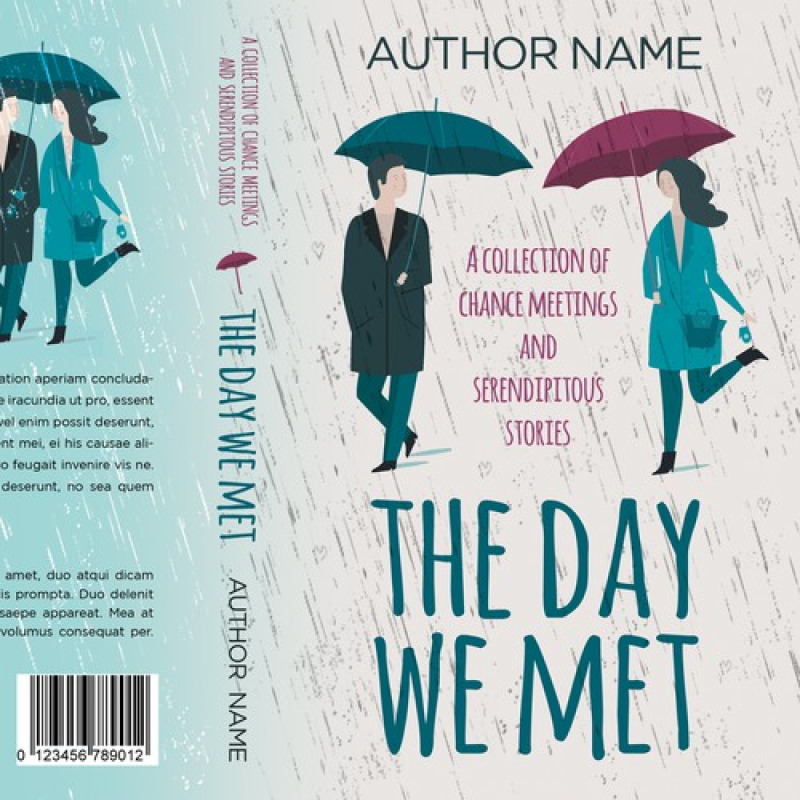 ation aperiam concluda-
e iracundia ut pro, essent
vel enim possit deserunt,
ent mei, ei his causae ali-
o feugait invenire vis ne.
deserunt, no sea quem
amet, duo atqui dicam
is prompta. Duo delenit
saepe appareat. Mea at
volumus consequat per.
0 123456 789012
A COLLECTION OF CHANCE MEETINGS
AND SERENDIPITOUS STORIES
THE DAY WE MET
AUTHOR NAME
AUTHOR NAME
A COLLECTION OF
CHANCE MEETINGS
AND
SERENDIPITOUS
STORIES
THE DAY
WE MET